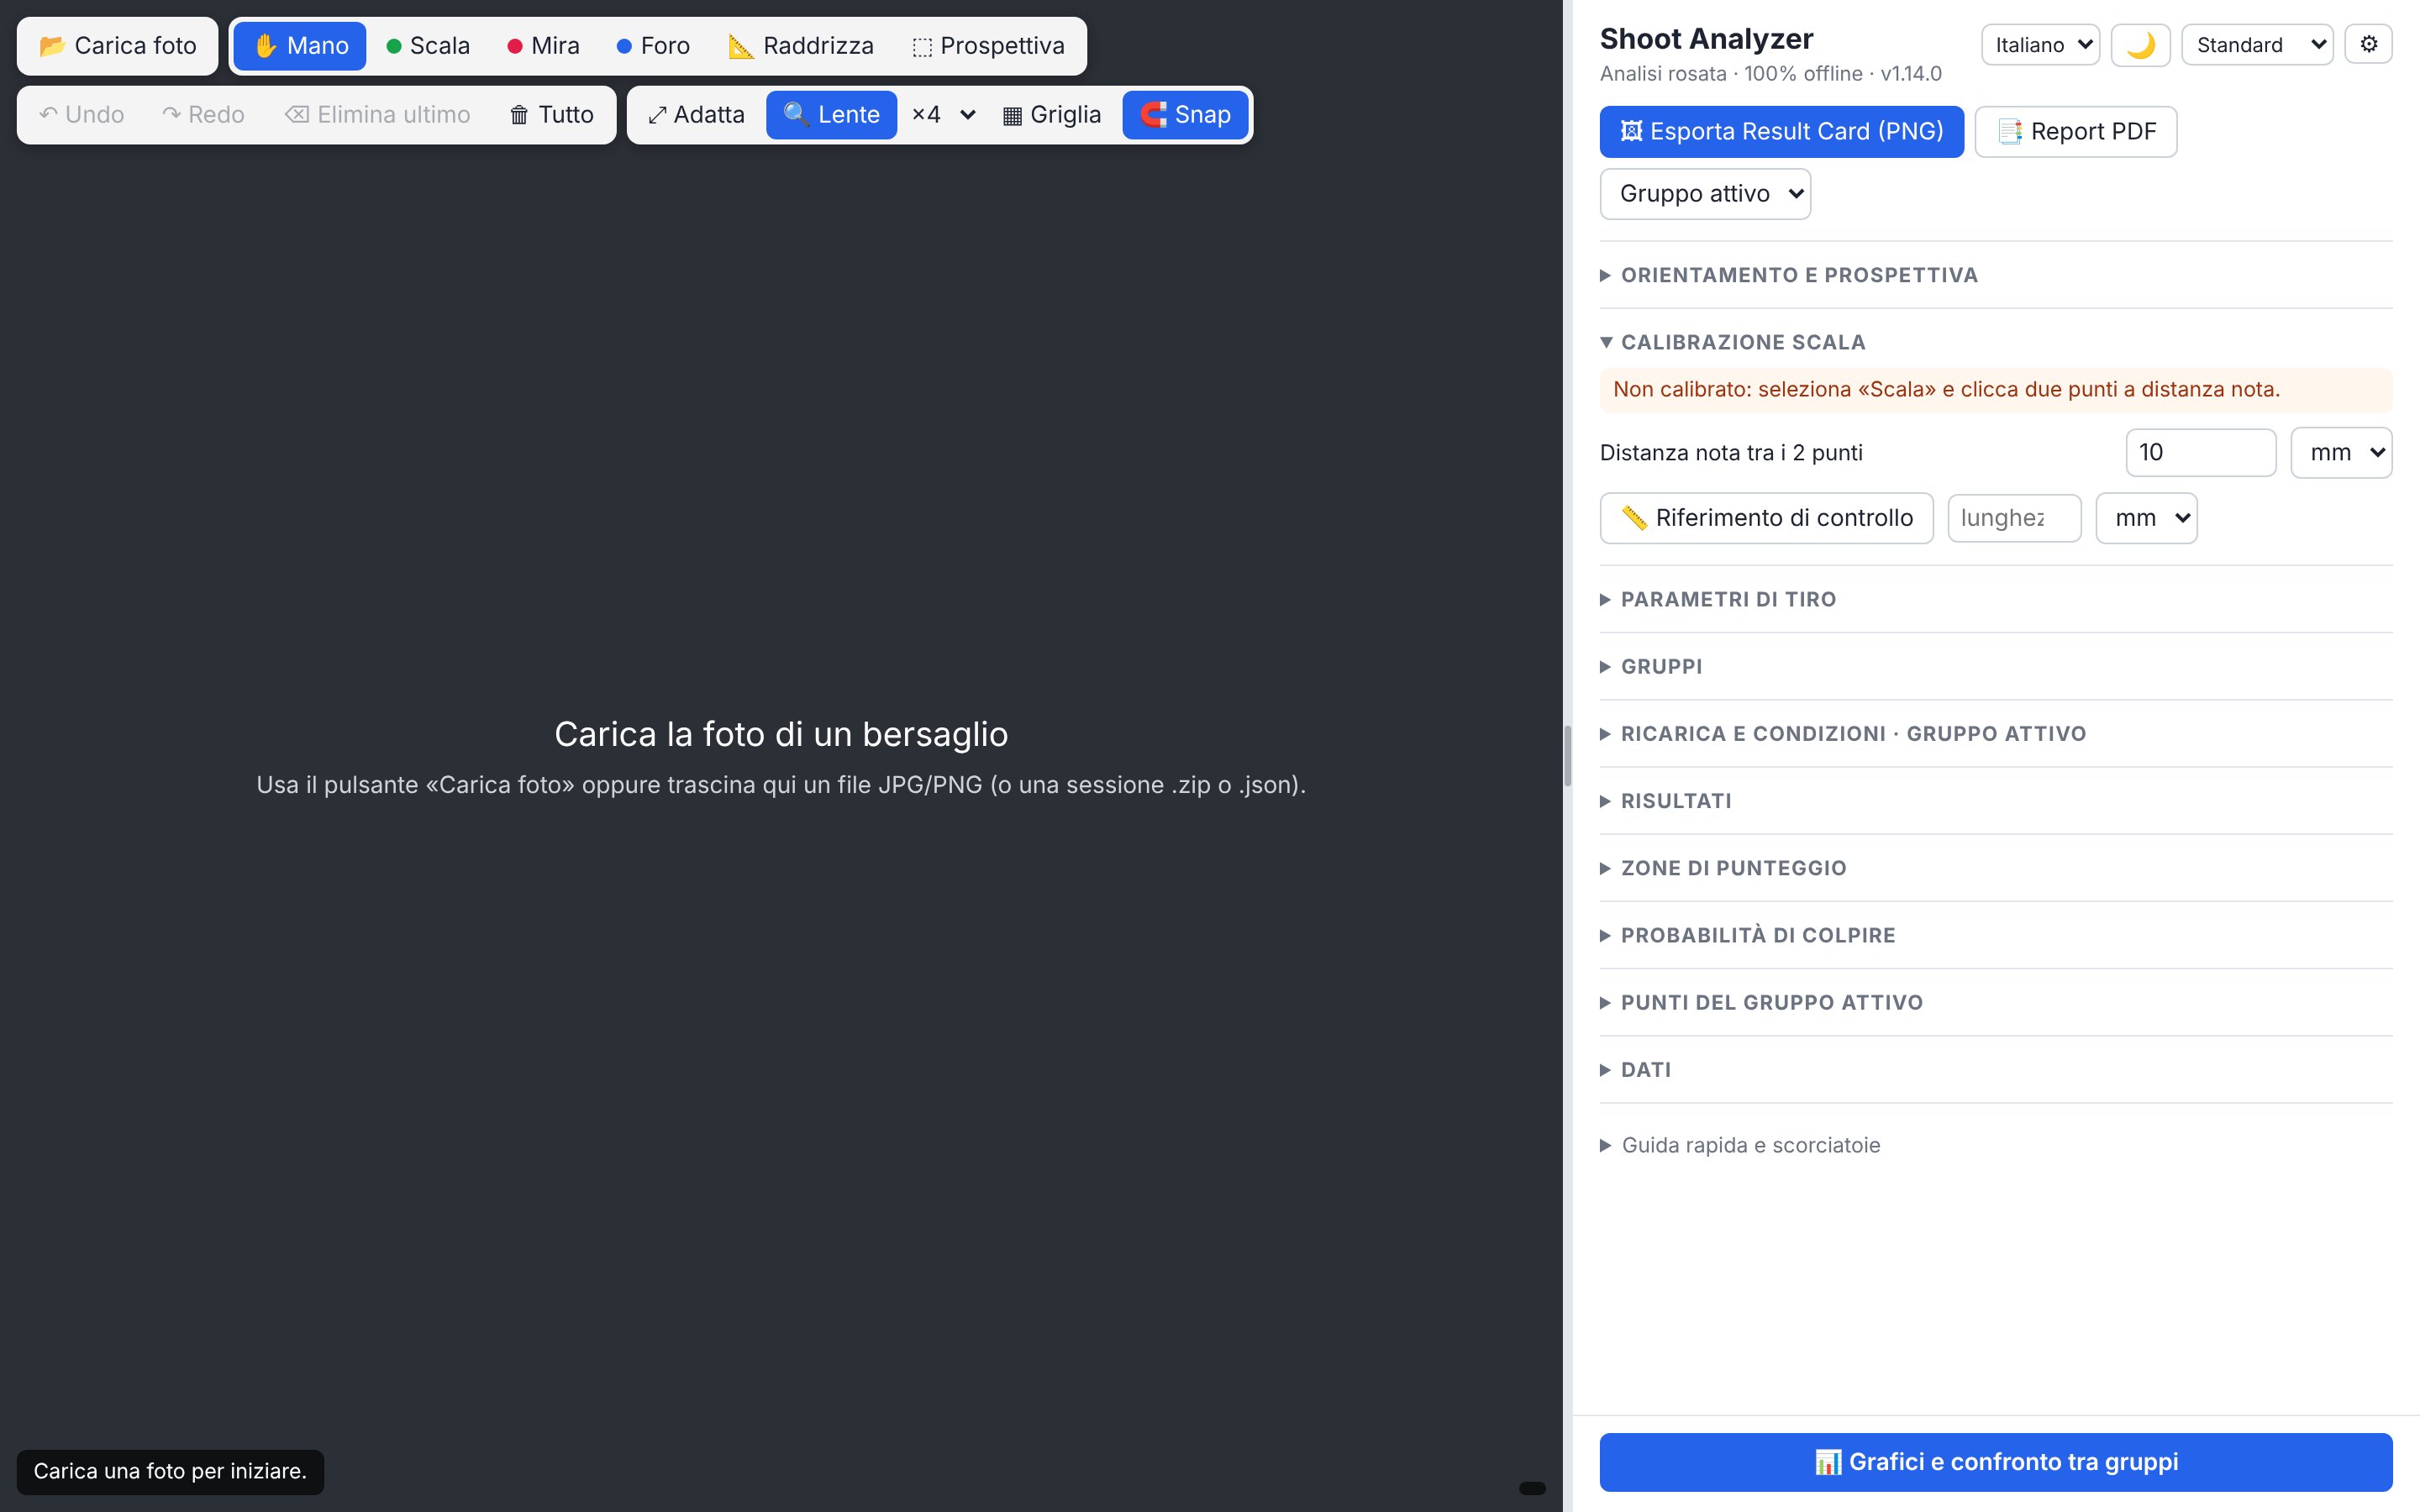 Carica foto
Mano
Scala
Mira
Foro
Raddrizza
Prospettiva
Undo
Redo
Elimina ultimo
Tutto
Adatta
Lente
×4
Griglia
Snap
Carica la foto di un bersaglio
Usa il pulsante «Carica foto» oppure trascina qui un file JPG/PNG (o una sessione .zip o .json).
Carica una foto per iniziare.
Shoot Analyzer
Analisi rosata · 100% offline · v1.14.0
Italiano
Standard
Esporta Result Card (PNG)
Report PDF
Gruppo attivo
ORIENTAMENTO E PROSPETTIVA
CALIBRAZIONE SCALA
Non calibrato: seleziona «Scala» e clicca due punti a distanza nota.
Distanza nota tra i 2 punti
10
mm
Riferimento di controllo
lunghez
mm
PARAMETRI DI TIRO
GRUPPI
RICARICA E CONDIZIONI · GRUPPO ATTIVO
RISULTATI
ZONE DI PUNTEGGIO
PROBABILITÀ DI COLPIRE
PUNTI DEL GRUPPO ATTIVO
DATI
Guida rapida e scorciatoie
Grafici e confronto tra gruppi